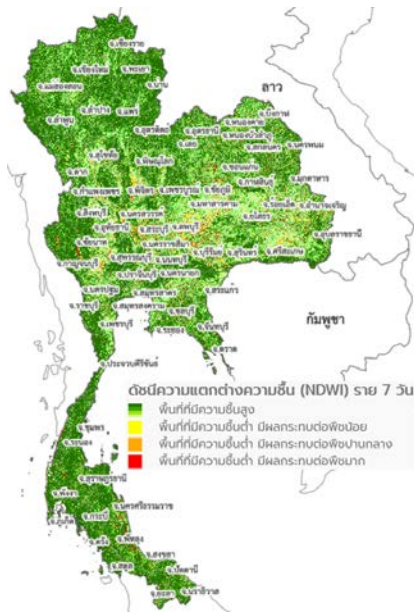 จ.เชียงราย
จ.เชียงใหม่
จ.พะเยา
จ.แม่ฮ่องสอน
จ.น่าน
ลาว
จ.ลำปาง
จ.แพร่
จ.ลำพูน
จ.บึงกาฬ
จ.หนองคาย
จ.อุตรดิตถ์
จ.อุดรธานี
จ.หนองบัวลำภู
จ.เลย
จ.สกลนคร
จ.นครพนม
จ.สุโขทัย
จ.พิษณุโลก
จ.ขอนแก่น
จ.ตาก
จ.กาฬสินธุ์
จ.มุกดาหาร
จ.กำแพงเพชร
จ.พิจิตร
จ.เพชรบูรณ์
จ.ชัยภูมิ
จ.มหาสารคาม
จ.ร้อยเอ็ด
จ.อำนาจเจริญ
จ.สิงห์บุรี
จ.นครสวรรค์
จ.ยโสธร
จ.อุทัยธานี
จ.สระบุรี
จ.ลพบุรี
จ.อุบลราชธานี
จ.ชัยนาท
จ.นครราชสีมา
จ.บุรีรัมย์
จ.สุรินทร์
จ.ศรีสะเกษ
จ.กาญจนบุรี
จ.สุพรรณบุรี
จ.นนทบุรี
จ.ปราจีนบุรี
จ.นครนายก
จ.นครปฐม
จ.สมุทรสาคร
จ.สระแก้ว
จ.ราชบุรี
จ.สมุทรสงคราม
จ.ชลบุรี
กัมพูชา
จ.เพชรบุรี
จ.ระยอง
จ.จันทบุรี
จ.ตราด
จ.ประจวบคีรีขันธ์
ดัชนีความแตกต่างความชื้น (NDWI) ราย 7 วัน
พื้นที่ที่มีความชื้นสูง
พื้นที่ที่มีความชื้นต่ำ มีผลกระทบต่อพืชน้อย
พื้นที่ที่มีความชื้นต่ำ มีผลกระทบต่อพืชปานกลาง
พื้นที่ที่มีความชื้นต่ำ มีผลกระทบต่อพืชมาก
จ.ชุมพร
จ.ระนอง
จ.สุราษฎร์ธานี
จ.พังงา
จ.นครศรีธรรมราช
จ.กระบี่
จ.ภูเก็ต
จ.ตรัง
จ.พัทลุง
จ.สงขลา
จ.สตูล
จ.ปัตตานี
จ.ยะลา
จ.นราธิวาส